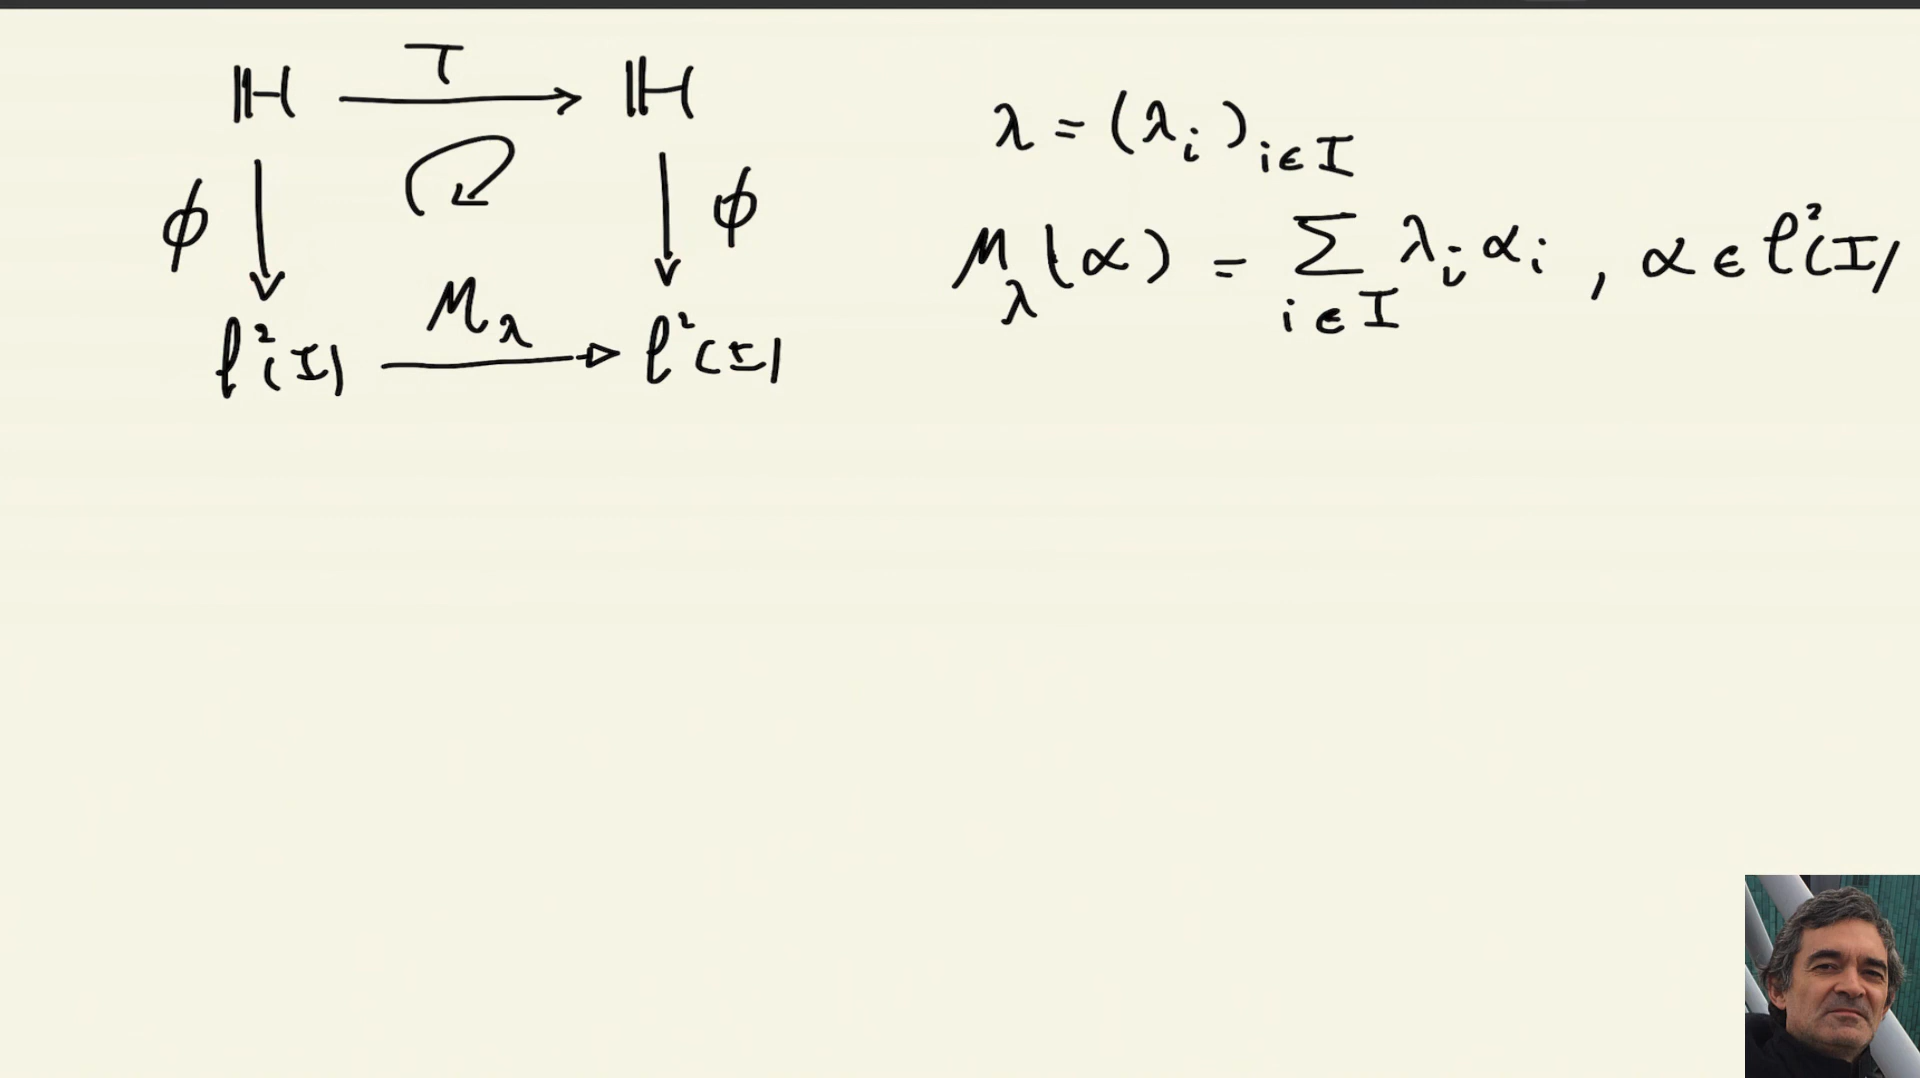 ℍ T ℍ
λ = (λ_i)_{i∈I}
ϕ ϕ
M_λ(α) = ∑_{i∈I} λ_i α_i , α ∈ ℓ²(I)
M_λ
ℓ²(I) ℓ²(I)